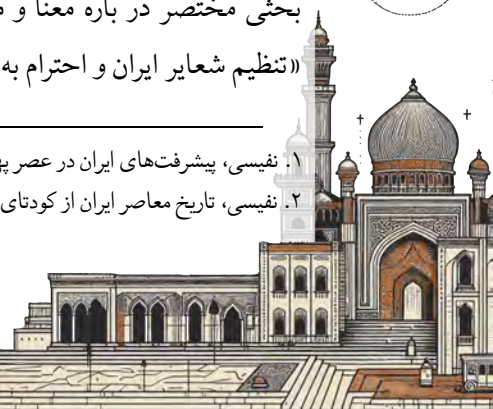 بحثی مختصر در باره معنا و
«تنظیم شعایر ایران و احترام به
۱. نفیسی، پیشرفت‌های ایران در عصر
۲. نفیسی، تاریخ معاصر ایران از کودتای